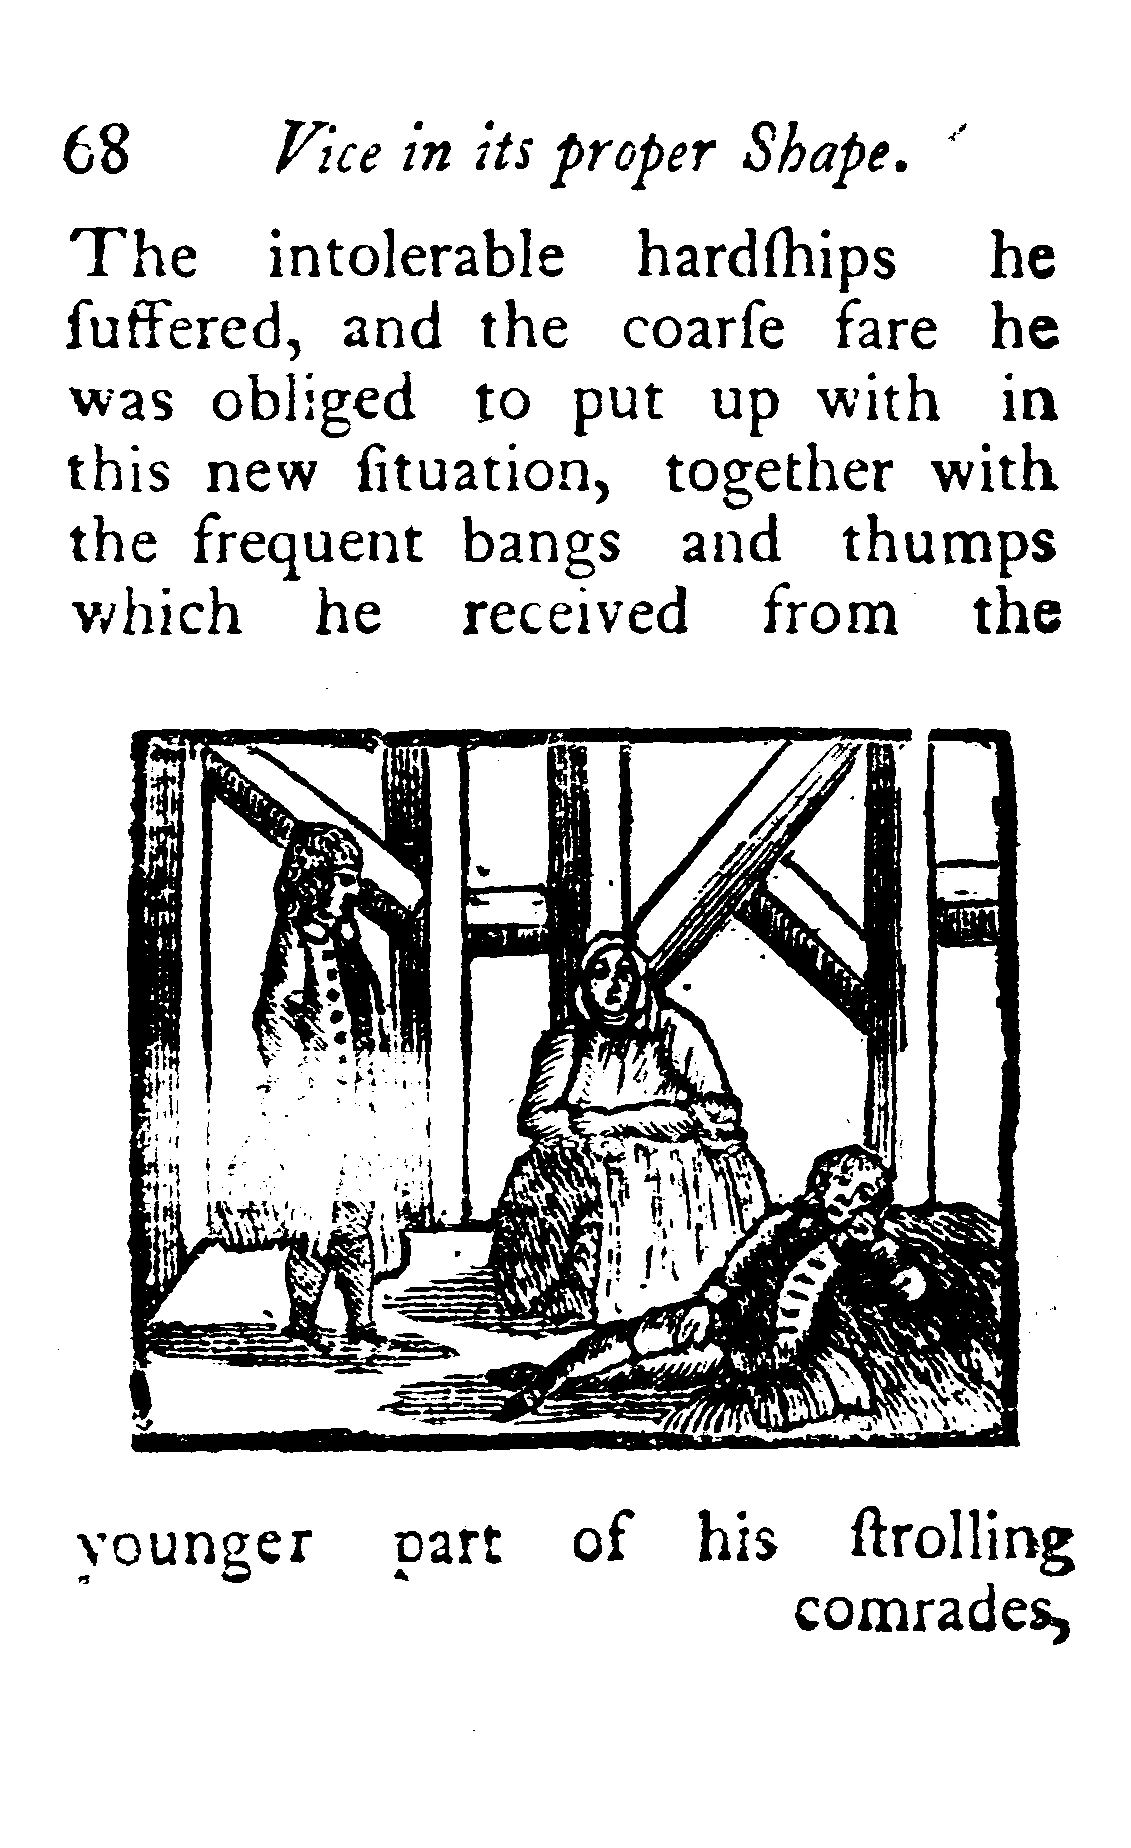 68 Vice in its proper Shape.
The intolerable hardſhips he
ſuffered, and the coarſe fare he
was obliged to put up with in
this new ſituation, together with
the frequent bangs and thumps
which he received from the
younger part of his ſtrolling
comrades,